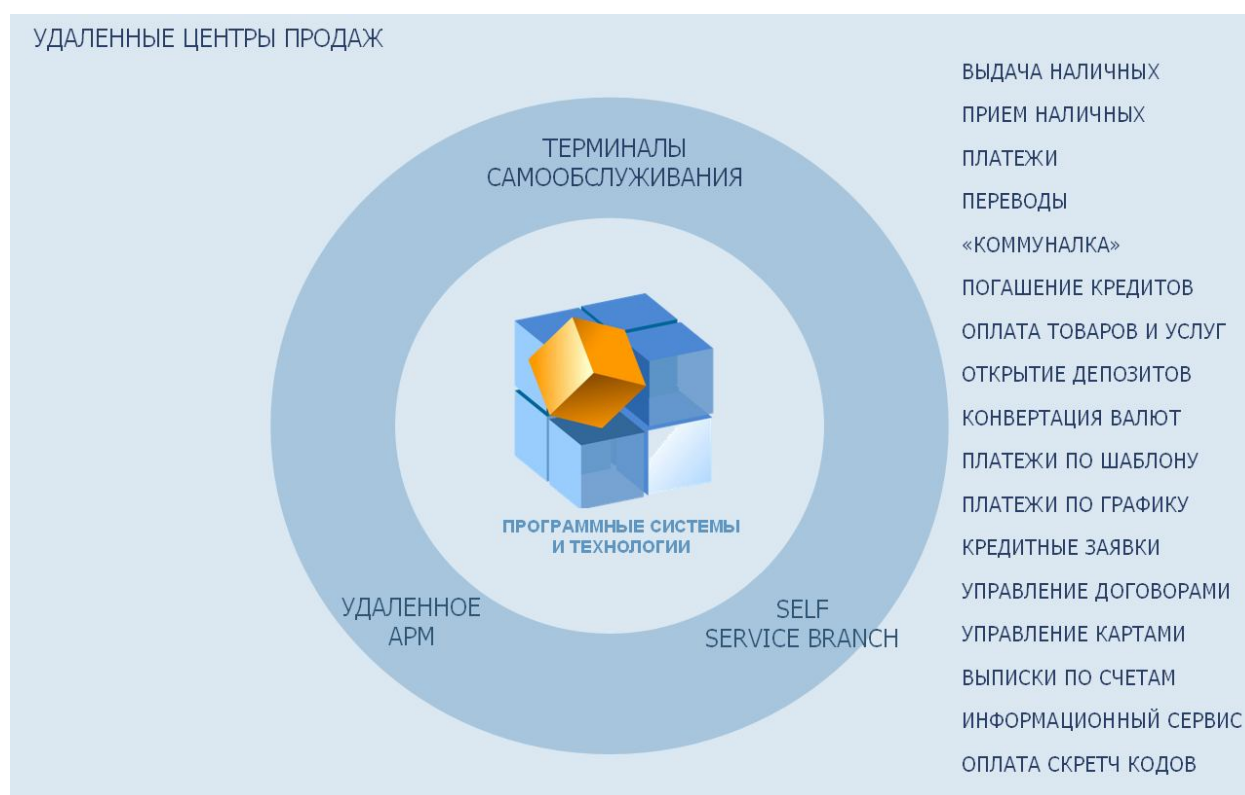 УДАЛЕННЫЕ ЦЕНТРЫ ПРОДАЖ
ТЕРМИНАЛЫ
САМООБСЛУЖИВАНИЯ
ПРОГРАММНЫЕ СИСТЕМЫ
И ТЕХНОЛОГИИ
УДАЛЕННОЕ
АРМ
SELF
SERVICE BRANCH
ВЫДАЧА НАЛИЧНЫХ
ПРИЕМ НАЛИЧНЫХ
ПЛАТЕЖИ
ПЕРЕВОДЫ
«КОММУНАЛКА»
ПОГАШЕНИЕ КРЕДИТОВ
ОПЛАТА ТОВАРОВ И УСЛУГ
ОТКРЫТИЕ ДЕПОЗИТОВ
КОНВЕРТАЦИЯ ВАЛЮТ
ПЛАТЕЖИ ПО ШАБЛОНУ
ПЛАТЕЖИ ПО ГРАФИКУ
КРЕДИТНЫЕ ЗАЯВКИ
УПРАВЛЕНИЕ ДОГОВОРАМИ
УПРАВЛЕНИЕ КАРТАМИ
ВЫПИСКИ ПО СЧЕТАМ
ИНФОРМАЦИОННЫЙ СЕРВИС
ОПЛАТА СКРЕТЧ КОДОВ